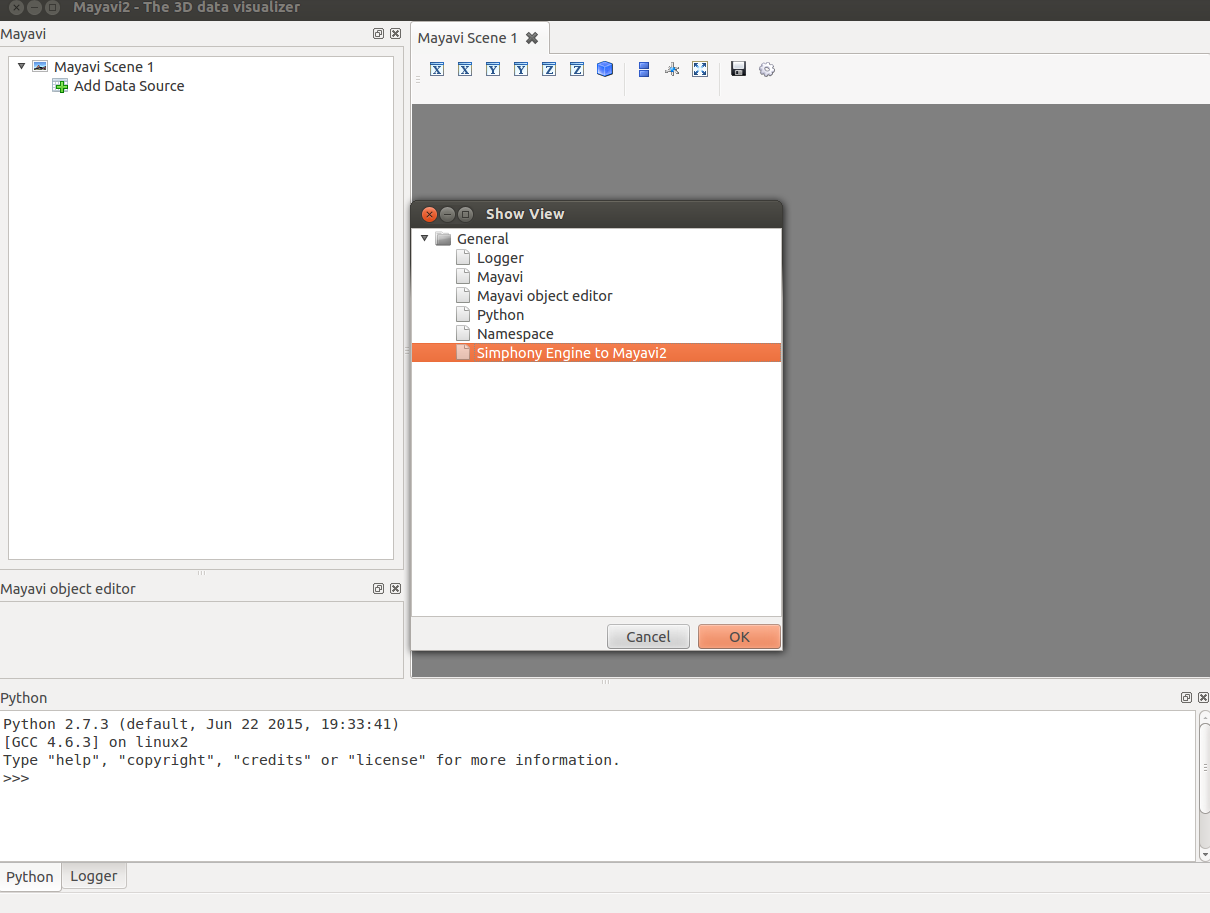 Mayavi2 - The 3D data visualizer
Mayavi
Mayavi Scene 1
Add Data Source
Mayavi Scene 1
X X Y Y Z Z
Show View
General
Logger
Mayavi
Mayavi object editor
Python
Namespace
Simphony Engine to Mayavi2
Cancel OK
Mayavi object editor
Python
Python 2.7.3 (default, Jun 22 2015, 19:33:41)
[GCC 4.6.3] on linux2
Type "help", "copyright", "credits" or "license" for more information.
>>>
Python Logger